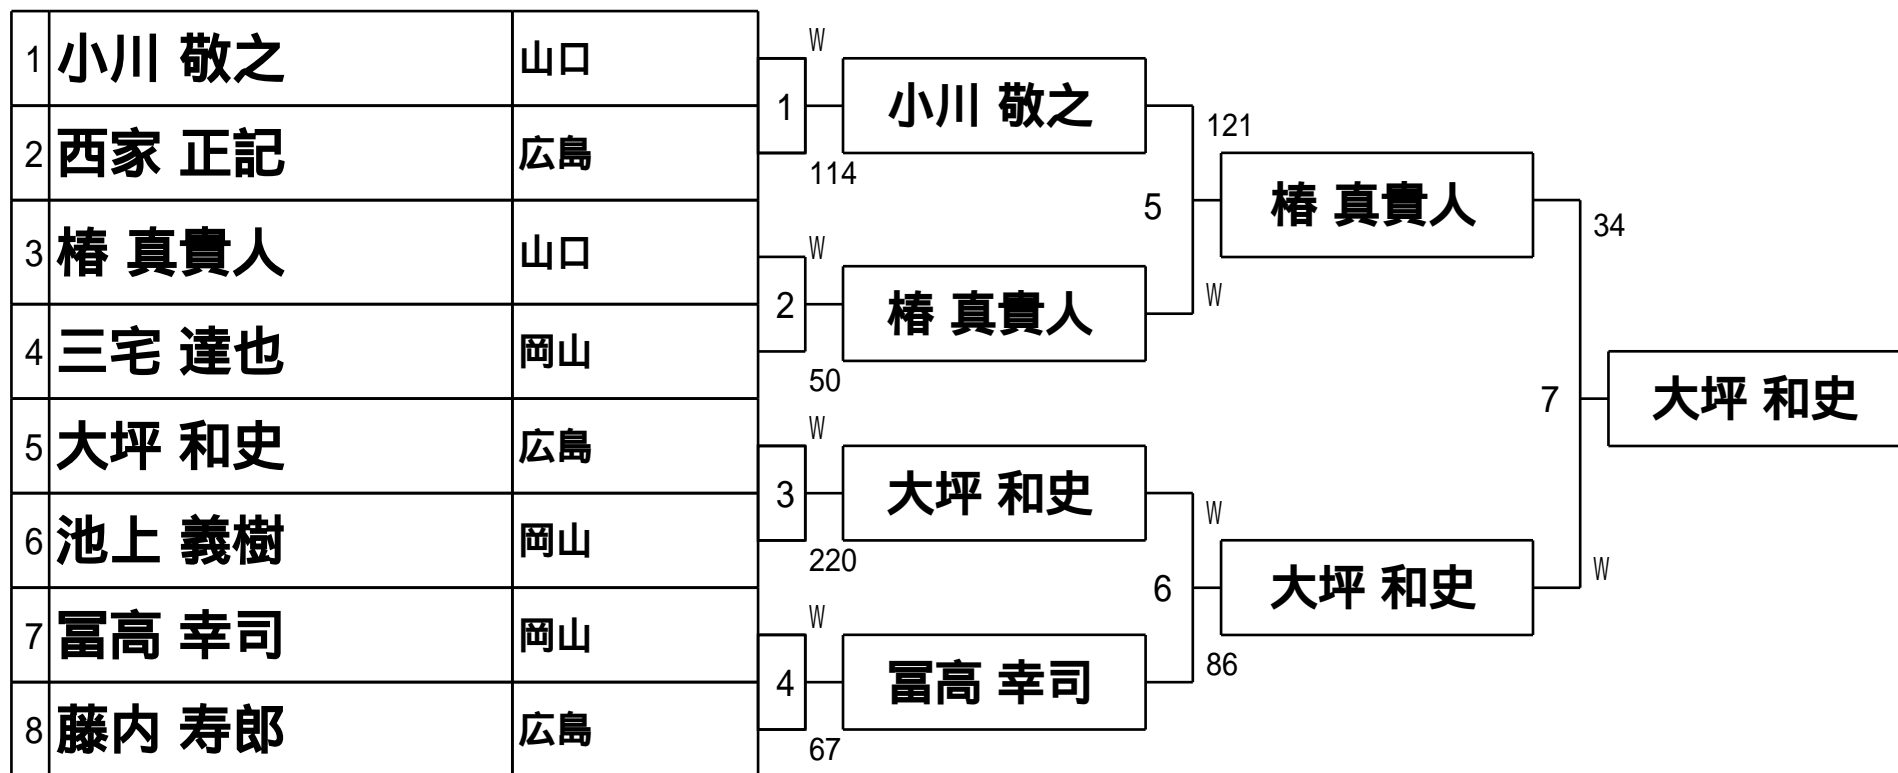 1 小川 敬之 山口
2 西家 正記 広島
3 椿 真貴人 山口
4 三宅 達也 岡山
5 大坪 和史 広島
6 池上 義樹 岡山
7 冨高 幸司 岡山
8 藤内 寿郎 広島
W
1
114
W
2
50
W
3
220
W
4
67
小川 敬之
椿 真貴人
大坪 和史
冨高 幸司
121
5
W
W
6
86
椿 真貴人
大坪 和史
34
7
W
大坪 和史